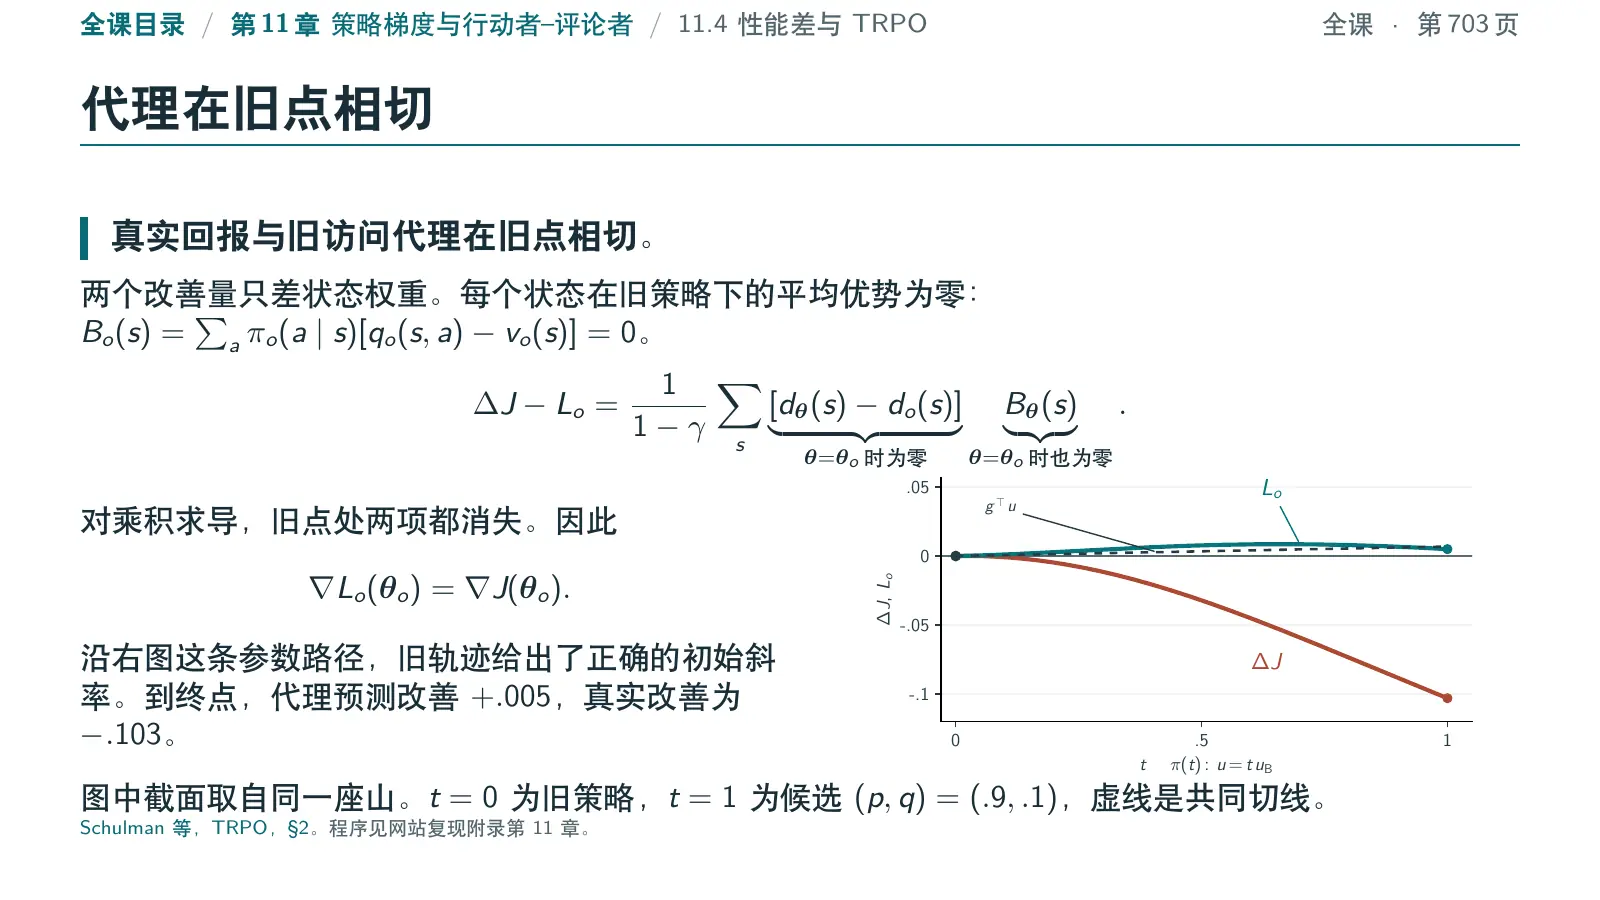 全课目录 / 第 11 章 策略梯度与行动者–评论者 / 11.4 性能差与 TRPO 全课 · 第 703 页
代理在旧点相切
真实回报与旧访问代理在旧点相切。
两个改善量只差状态权重。每个状态在旧策略下的平均优势为零：
B_o(s) = ∑_a π_o(a | s)[q_o(s, a) − v_o(s)] = 0。
ΔJ − L_o = \frac{1}{1 − γ} ∑_s [d_θ(s) − d_o(s)] B_θ(s) .
θ=θ_o 时为零 θ=θ_o 时也为零
对乘积求导，旧点处两项都消失。因此
∇L_o(θ_o) = ∇J(θ_o).
沿右图这条参数路径，旧轨迹给出了正确的初始斜
率。到终点，代理预测改善 +.005，真实改善为
−.103。
.05
0
-.05
-.1
ΔJ, L_o
g^⊤u
L_o
ΔJ
0 .5 1
t π(t): u = t u_B
图中截面取自同一座山。t = 0 为旧策略，t = 1 为候选 (p, q) = (.9, .1)，虚线是共同切线。
Schulman 等，TRPO，§2。程序见网站复现附录第 11 章。